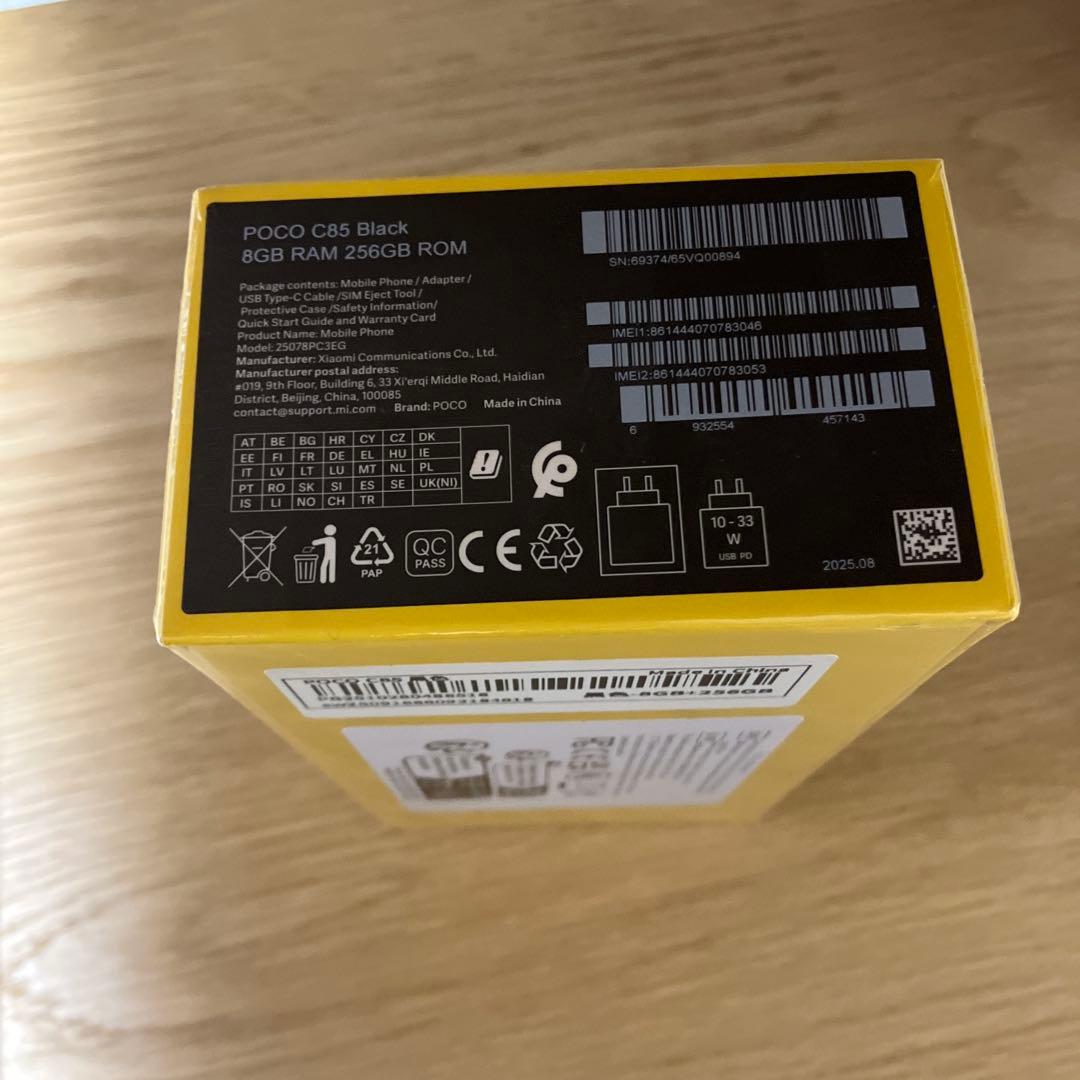 POCO C85 Black
8GB RAM 256GB ROM
Package contents: Mobile Phone / Adapter /
USB Type-C Cable /SIM Eject Tool /
Protective Case /Safety Information/
Quick Start Guide and Warranty Card
Product Name: Mobile Phone
Model: 25078PC3EG
Manufacturer: Xiaomi Communications Co., Ltd.
Manufacturer postal address:
#019, 9th Floor, Building 6, 33 Xi'erqi Middle Road, Haidian
District, Beijing, China, 100085
contact@support.mi.com Brand: POCO Made in China
SN:69374/65VQ00894
IMEI1:861444070783046
IMEI2:861444070783053
6 932554 457143
AT BE BG HR CY CZ DK
EE FI FR DE EL HU IE
IT LV LT LU MT NL PL
PT RO SK SI ES SE UK(NI)
IS LI NO CH TR
21
PAP
QC
PASS
CE
10 - 33
W
USB PD
2025.08
POCO C85
Made in China
8GB+256GB